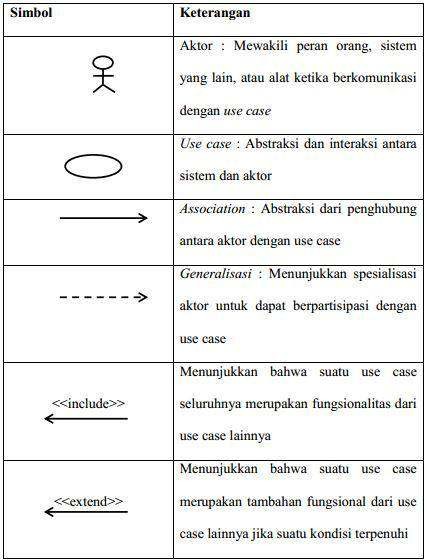 Simbol Keterangan
Aktor : Mewakili peran orang, sistem
yang lain, atau alat ketika berkomunikasi
dengan use case
Use case : Abstraksi dan interaksi antara
sistem dan aktor
Association : Abstraksi dari penghubung
antara aktor dengan use case
Generalisasi : Menunjukkan spesialisasi
aktor untuk dapat berpartisipasi dengan
use case
<<include>>
Menunjukkan bahwa suatu use case
seluruhnya merupakan fungsionalitas dari
use case lainnya
<<extend>>
Menunjukkan bahwa suatu use case
merupakan tambahan fungsional dari use
case lainnya jika suatu kondisi terpenuhi